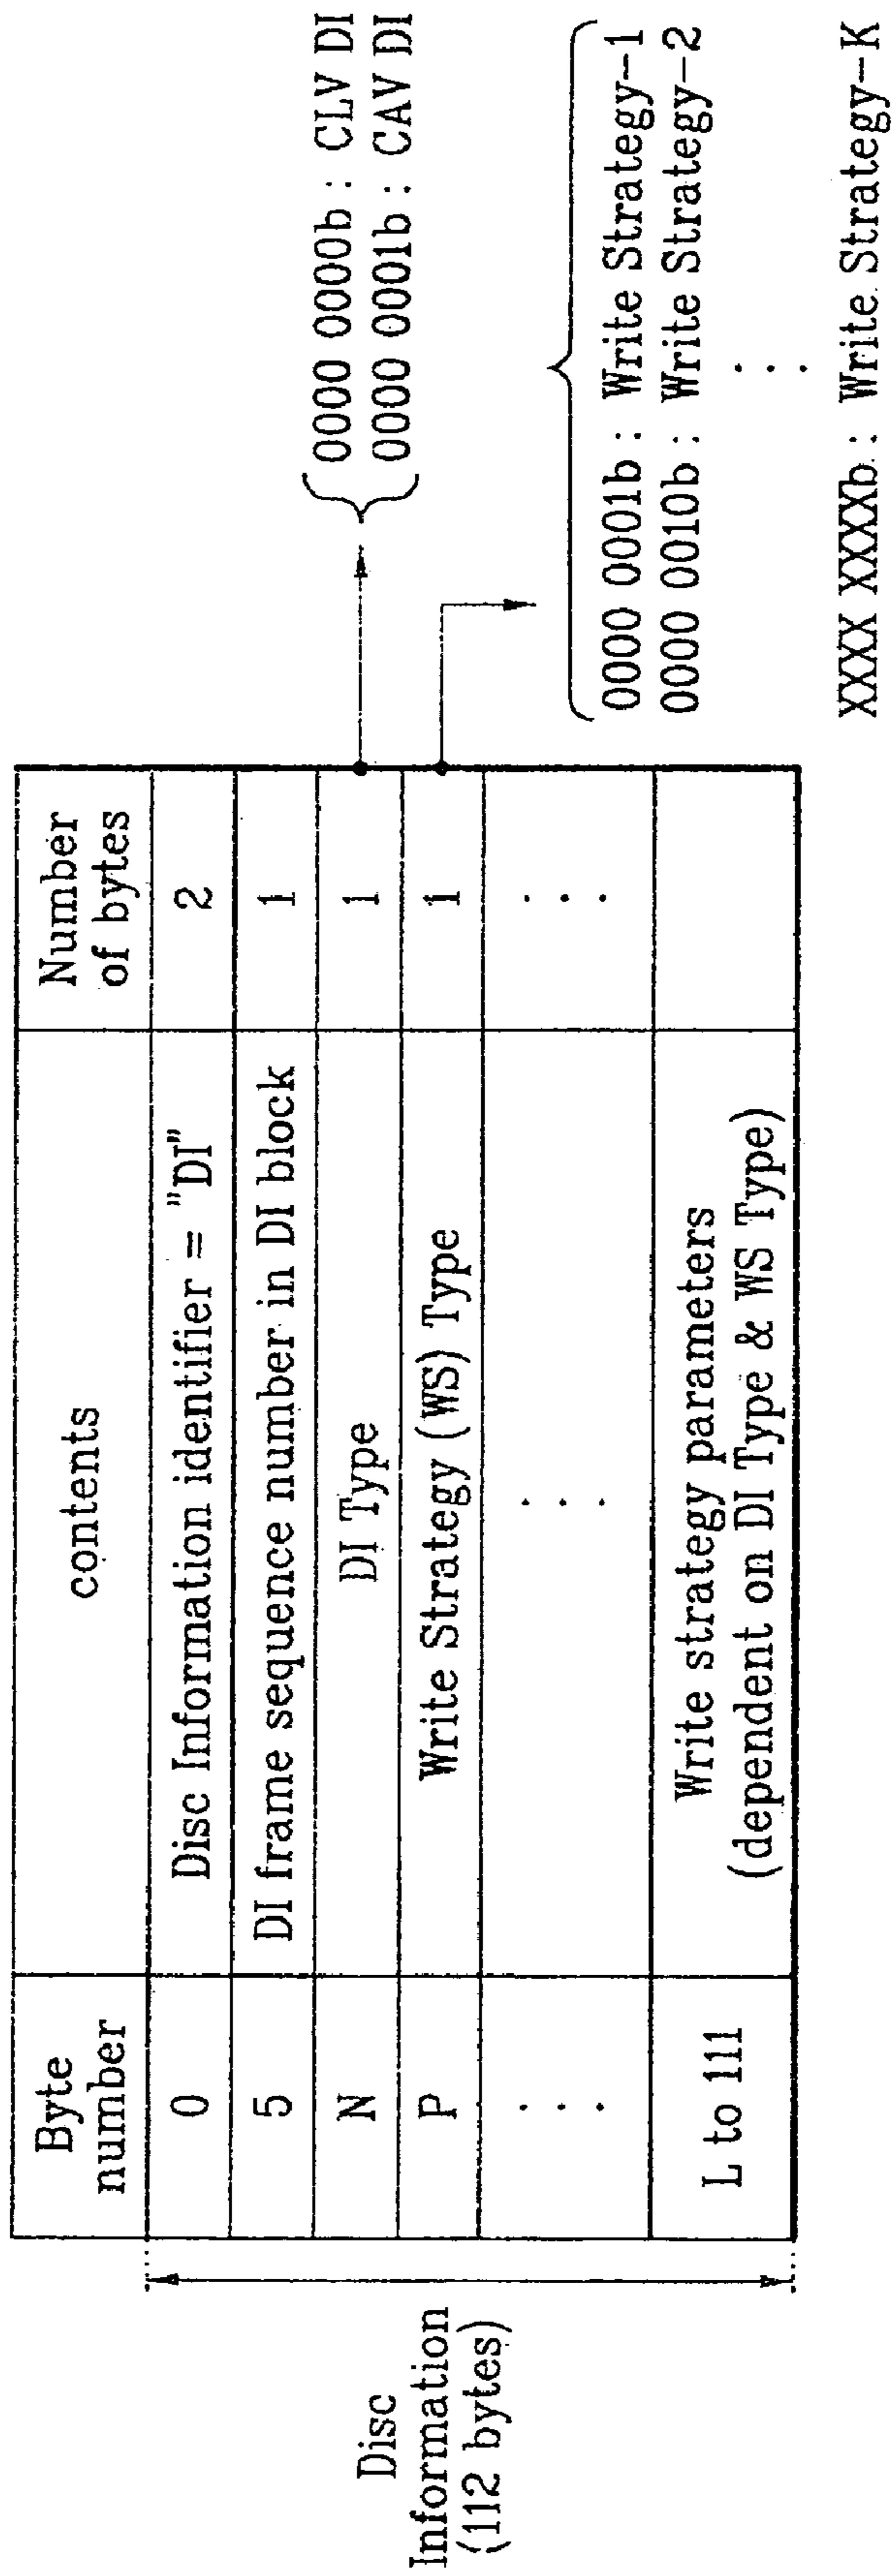 Disc
Information
(112 bytes)
Byte
number
contents
Number
of bytes
0
Disc Information identifier = "DI"
2
5
DI frame sequence number in DI block
1
N
DI Type
1
0000 0000b : CLV DI
0000 0001b : CAV DI
P
Write Strategy (WS) Type
1
0000 0001b : Write Strategy-1
0000 0010b : Write Strategy-2
XXXX XXXXb : Write Strategy-K
. . .
. . .
. . .
L to 111
Write strategy parameters
(dependent on DI Type & WS Type)